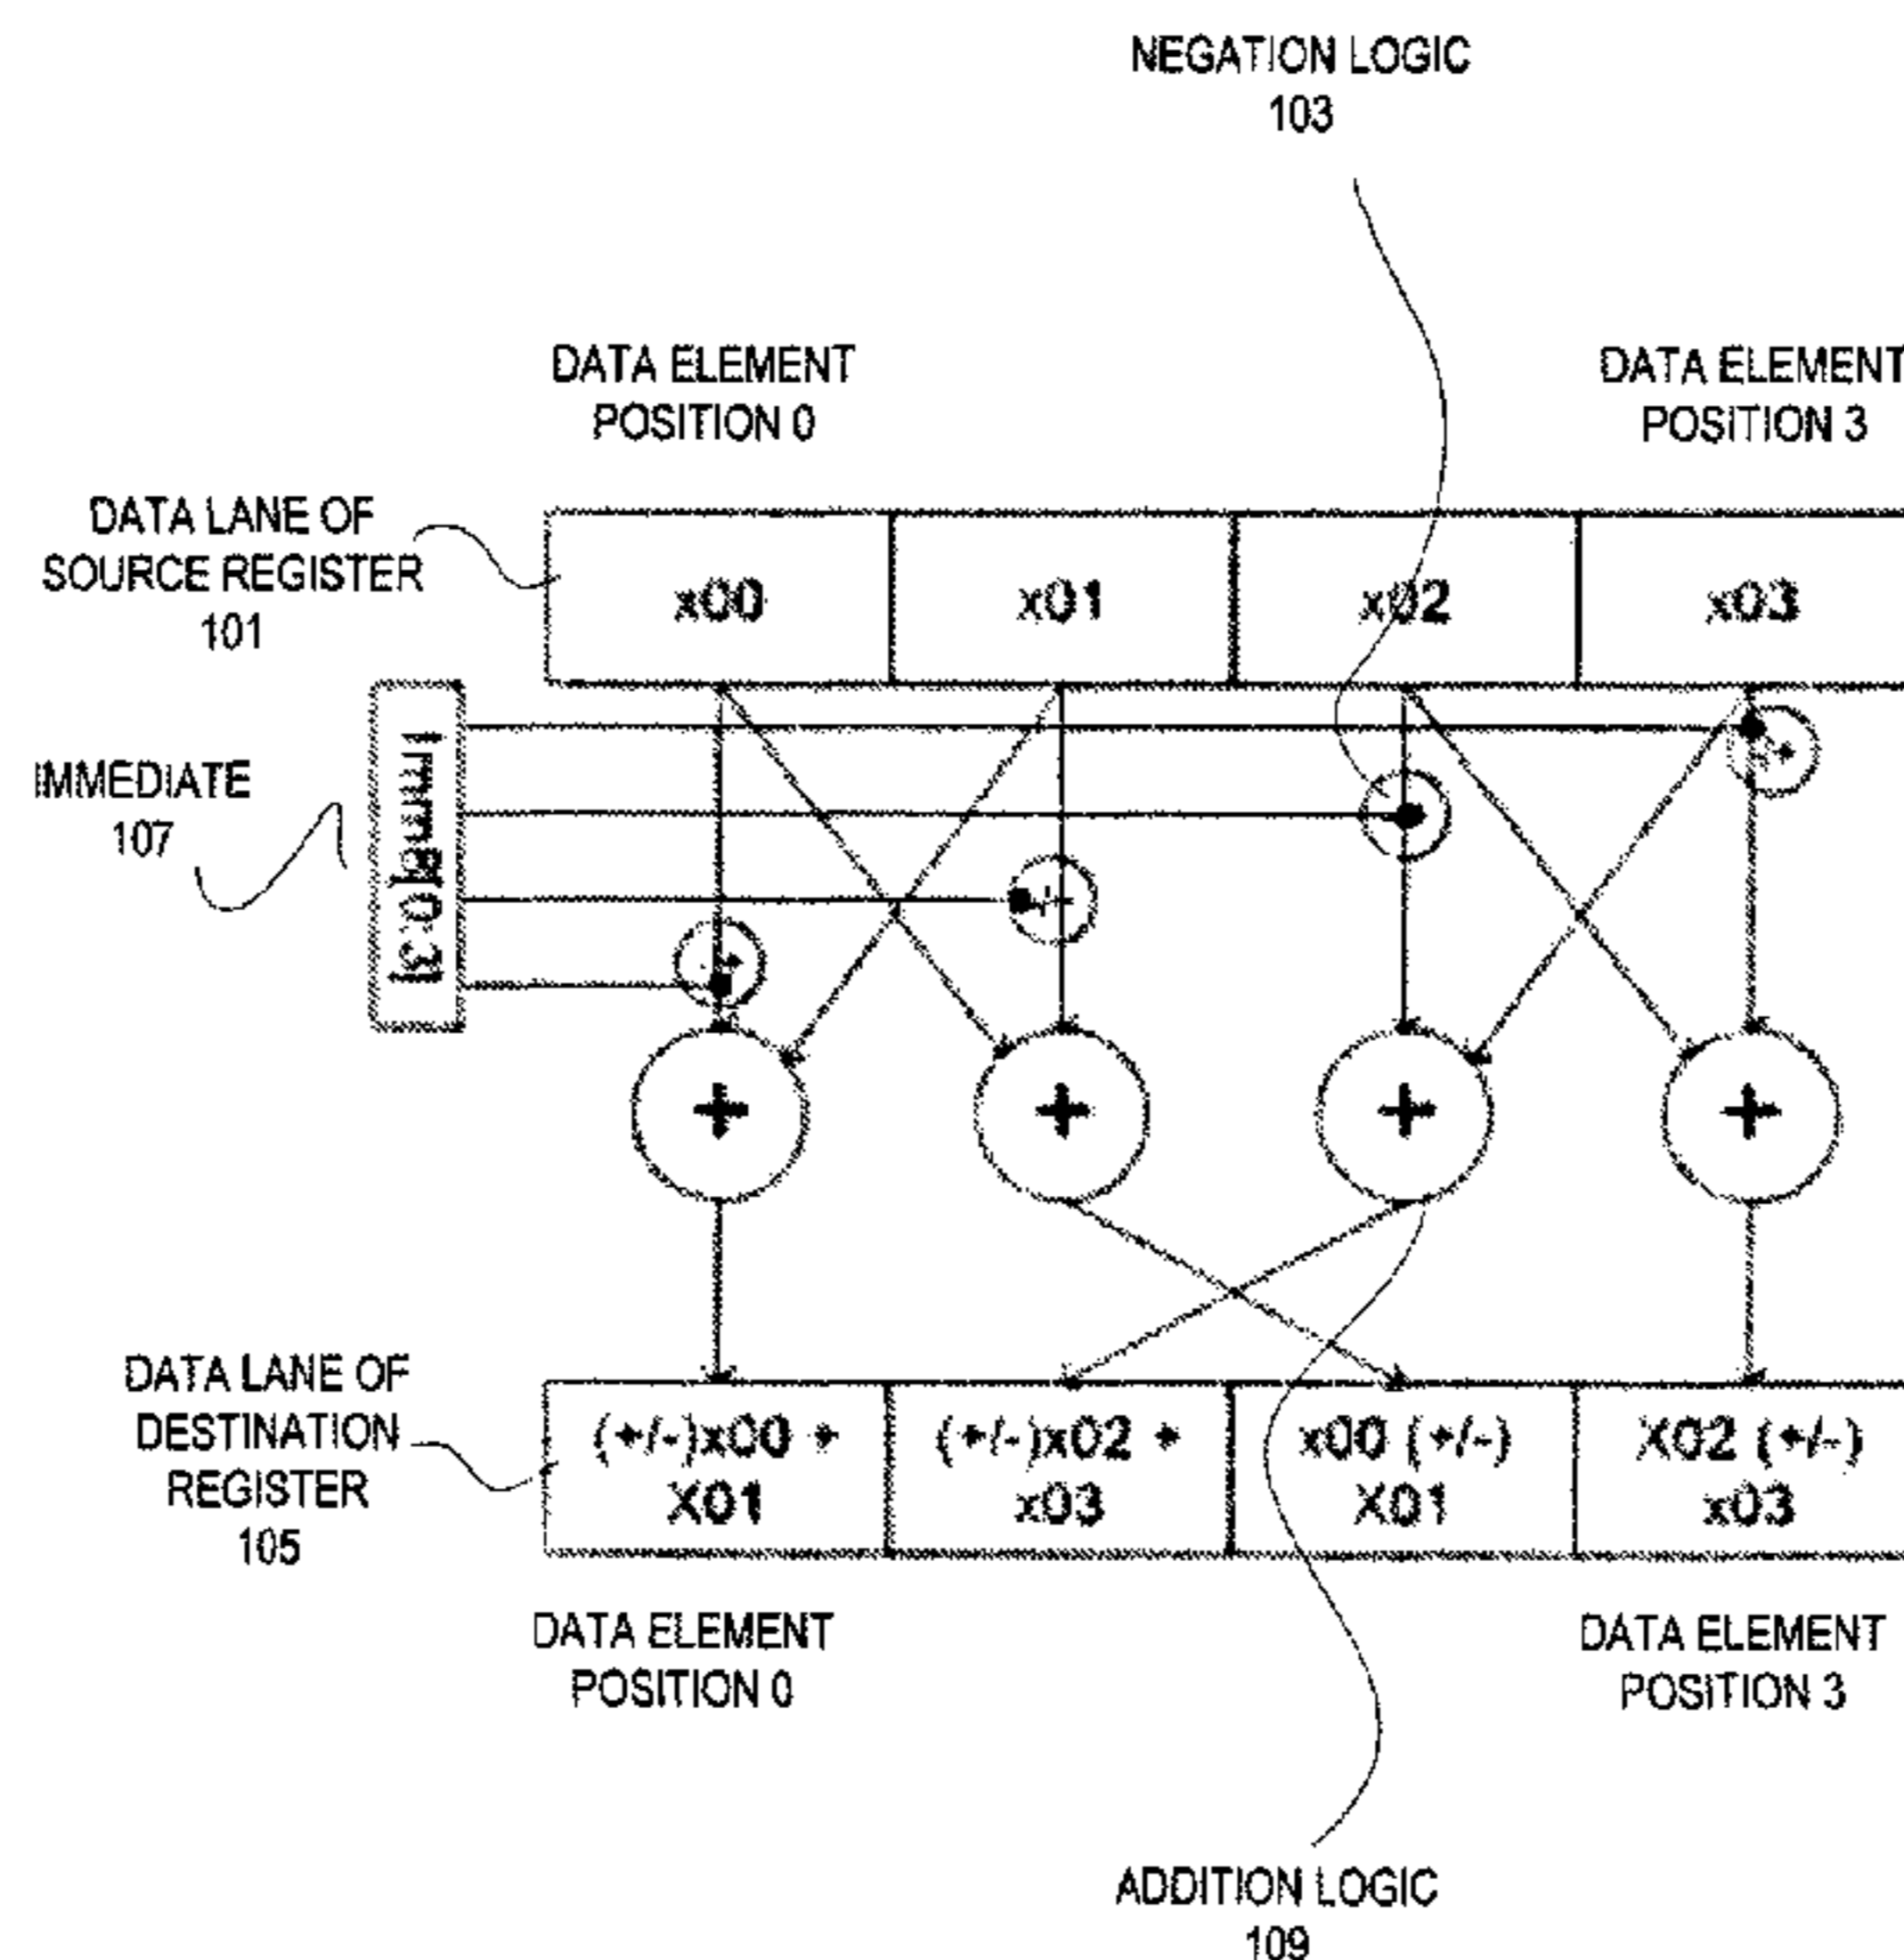 NEGATION LOGIC
103
DATA ELEMENT
POSITION 0
DATA ELEMENT
POSITION 3
DATA LANE OF
SOURCE REGISTER
101
x00
x01
x02
x03
IMMEDIATE
107
Imm8[0:3]
+
+
+
+
DATA LANE OF
DESTINATION
REGISTER
105
(+/-)x00 +
X01
(+/-)x02 +
x03
x00 (+/-)
X01
X02 (+/-)
x03
DATA ELEMENT
POSITION 0
DATA ELEMENT
POSITION 3
ADDITION LOGIC
109